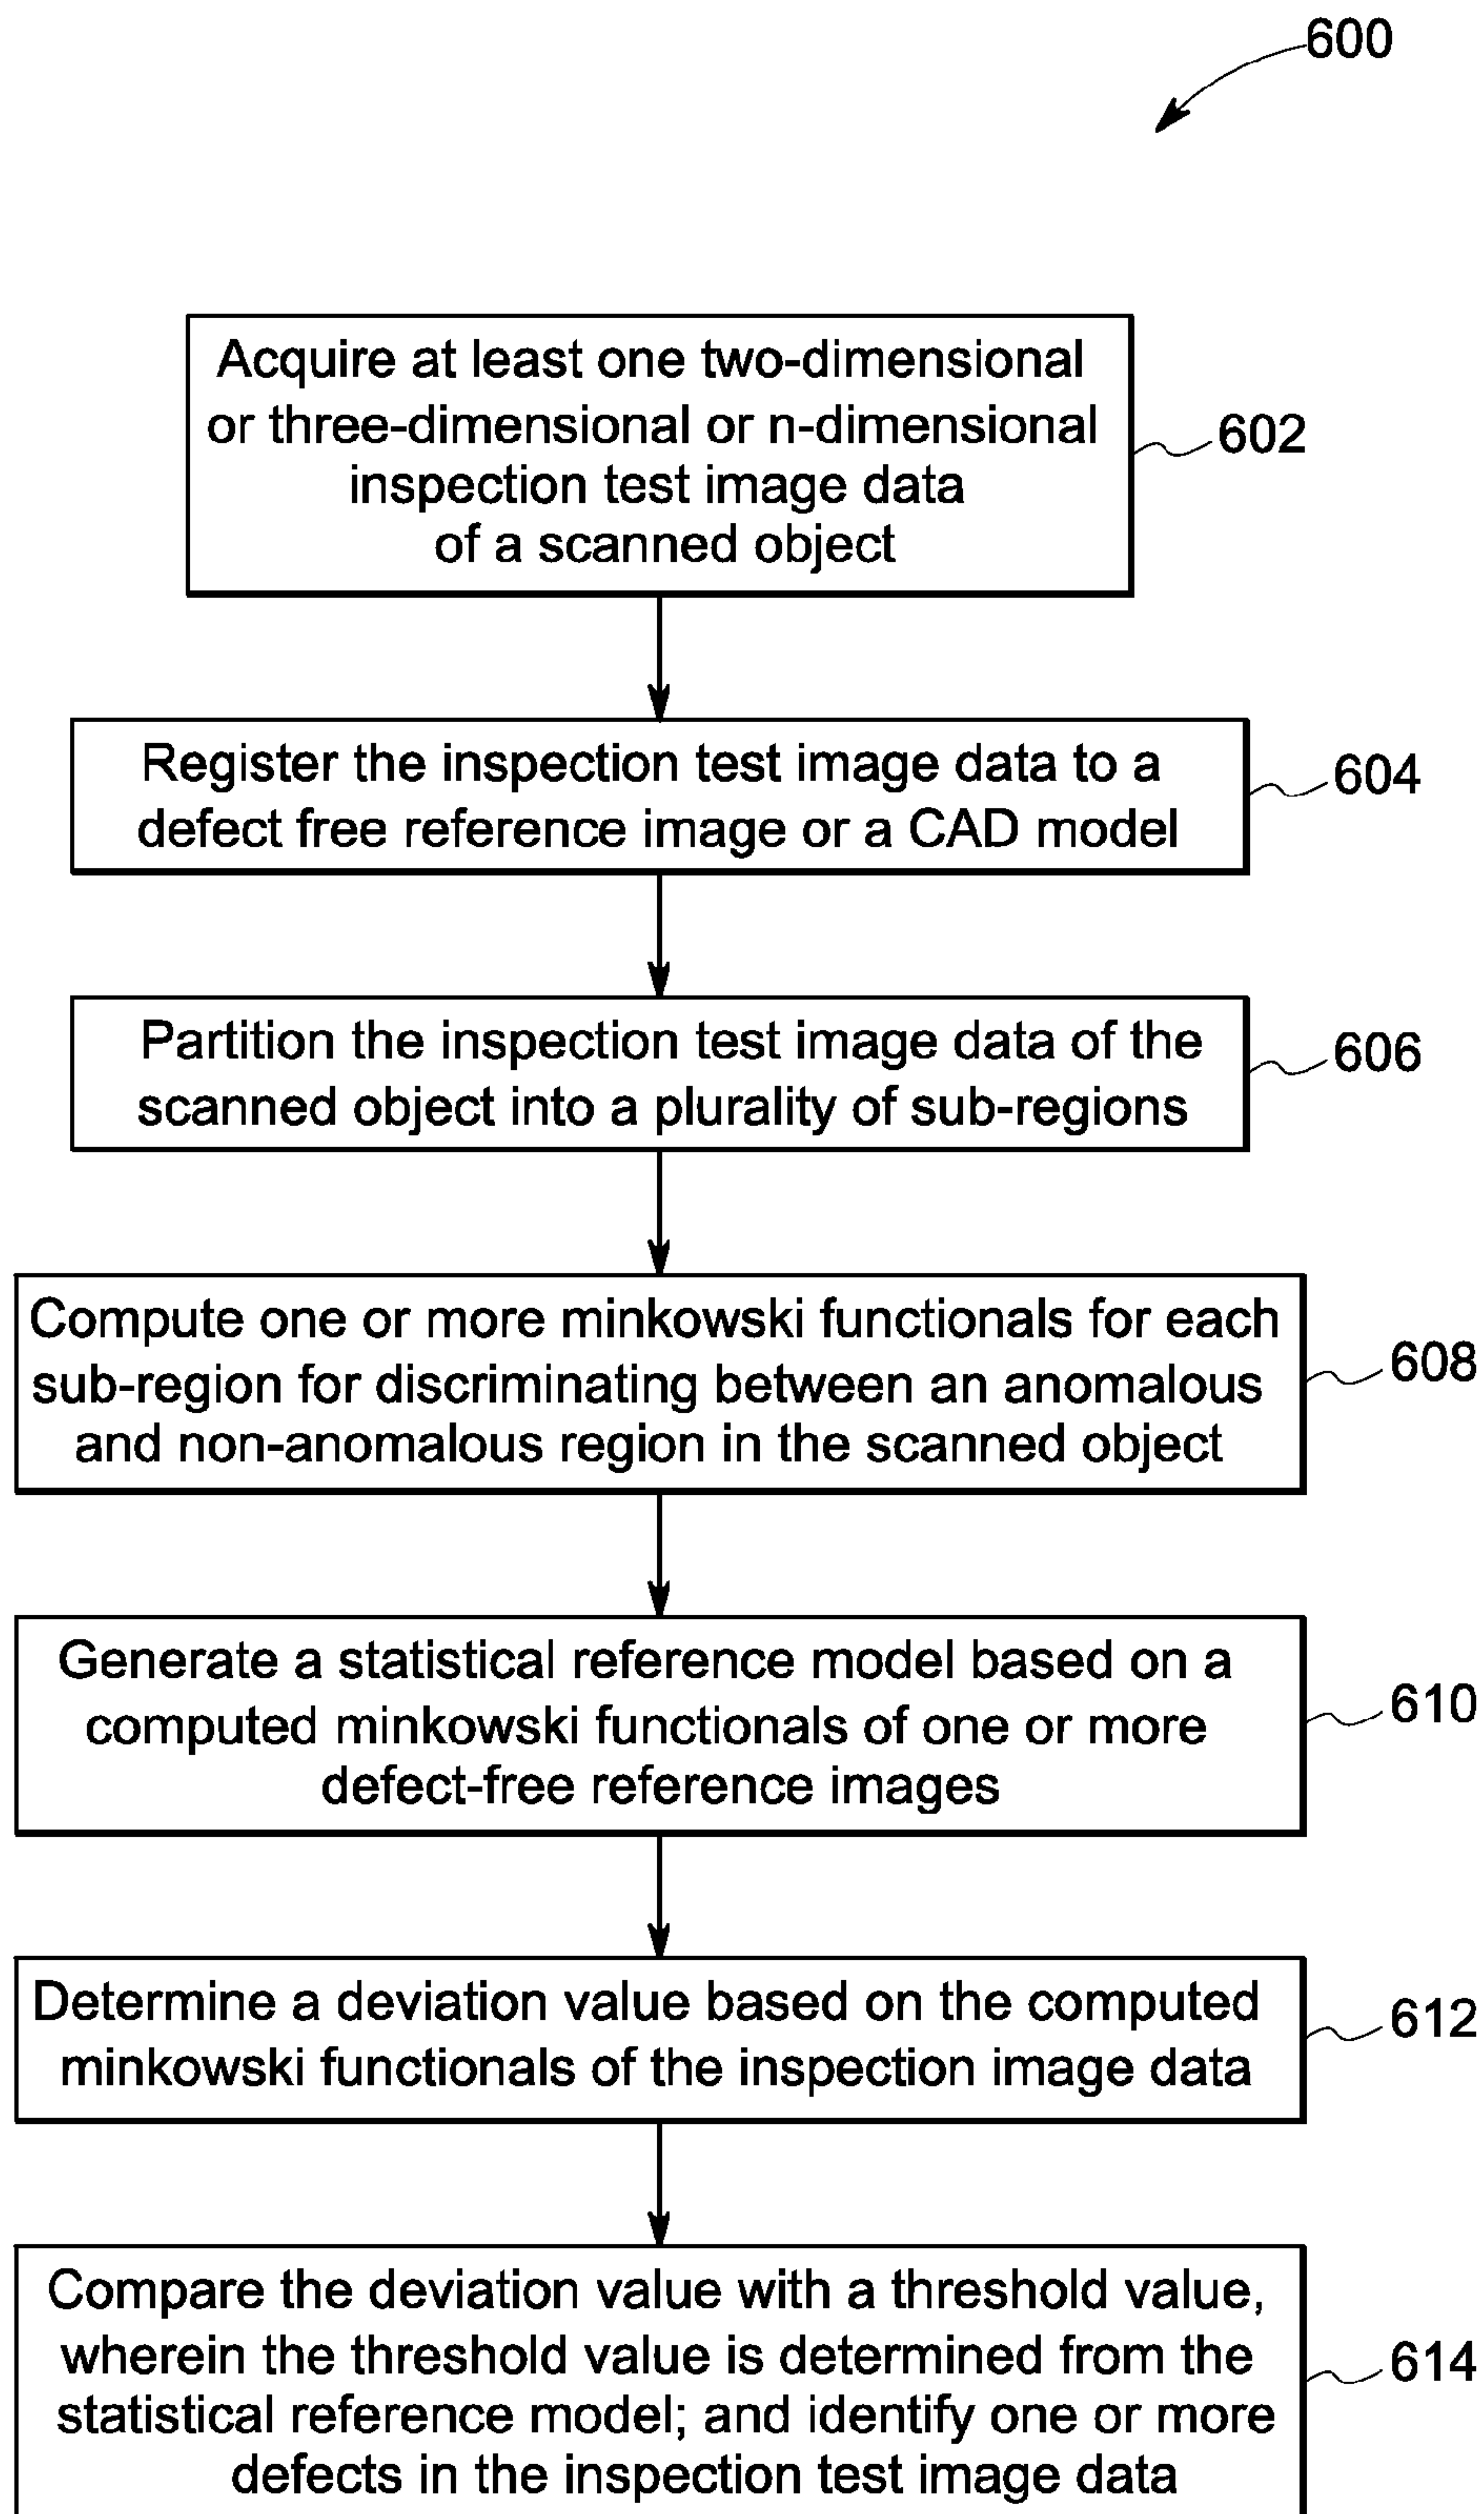 600
Acquire at least one two-dimensional
or three-dimensional or n-dimensional
inspection test image data
of a scanned object
602
Register the inspection test image data to a
defect free reference image or a CAD model
604
Partition the inspection test image data of the
scanned object into a plurality of sub-regions
606
Compute one or more minkowski functionals for each
sub-region for discriminating between an anomalous
and non-anomalous region in the scanned object
608
Generate a statistical reference model based on a
computed minkowski functionals of one or more
defect-free reference images
610
Determine a deviation value based on the computed
minkowski functionals of the inspection image data
612
Compare the deviation value with a threshold value,
wherein the threshold value is determined from the
statistical reference model; and identify one or more
defects in the inspection test image data
614